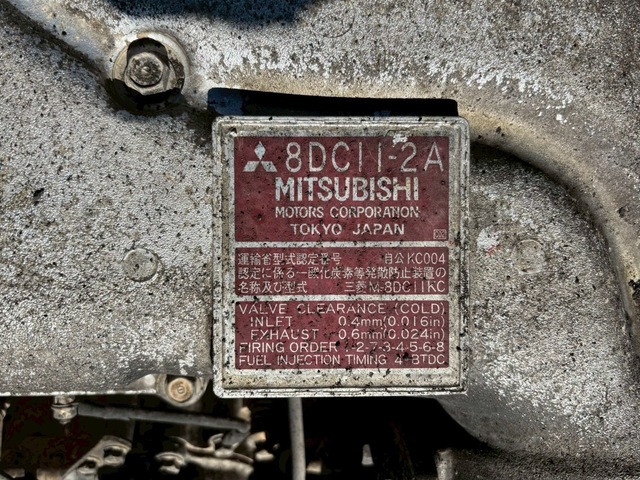 8DC11-2A
MITSUBISHI
MOTORS CORPORATION
TOKYO JAPAN
運輸省型式認定番号 自公KC004
認定に係る一酸化炭素等発散防止装置の
名称及び型式 三菱M-8DC11KC
VALVE CLEARANCE (COLD)
INLET 0.4mm(0.016in)
EXHAUST 0.6mm(0.024in)
FIRING ORDER 1-2-7-3-4-5-6-8
FUEL INJECTION TIMING BTDC